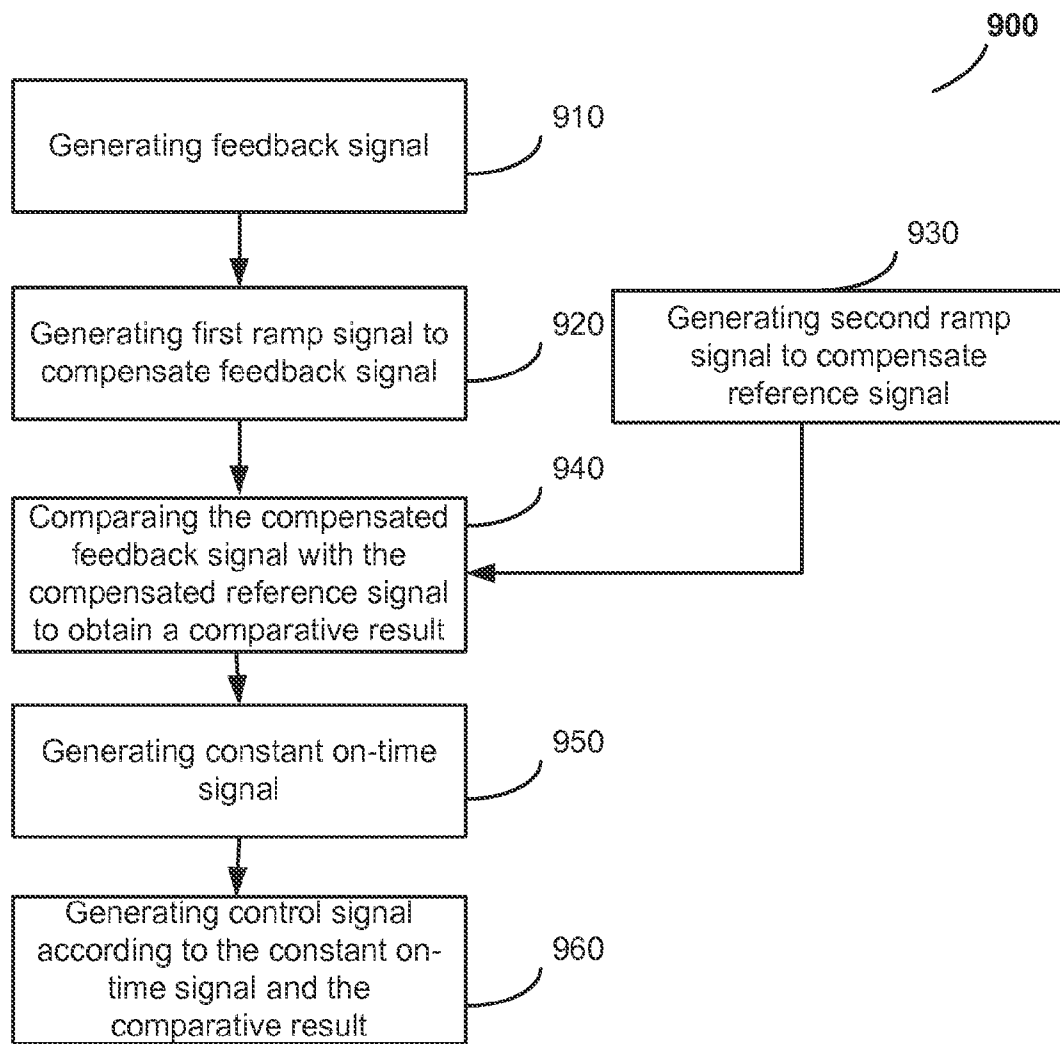 900
Generating feedback signal
910
Generating first ramp signal to
compensate feedback signal
920
930
Generating second ramp
signal to compensate
reference signal
940
Comparaing the compensated
feedback signal with the
compensated reference signal
to obtain a comparative result
Generating constant on-time
signal
950
Generating control signal
according to the constant on-
time signal and the
comparative result
960